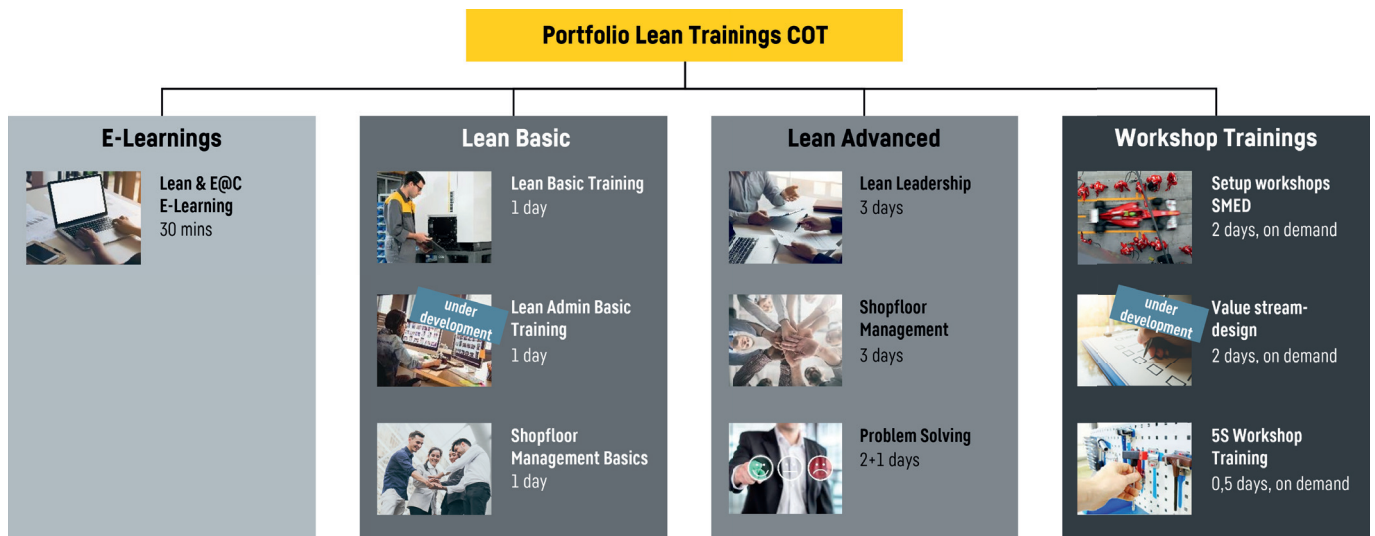 Portfolio Lean Trainings COT
E-Learnings
Lean & E@C
E-Learning
30 mins
Lean Basic
Lean Basic Training
1 day
under
development
Lean Admin Basic
Training
1 day
Shopfloor
Management Basics
1 day
Lean Advanced
Lean Leadership
3 days
Shopfloor
Management
3 days
Problem Solving
2+1 days
Workshop Trainings
Setup workshops
SMED
2 days, on demand
under
development
Value stream-
design
2 days, on demand
5S Workshop
Training
0,5 days, on demand